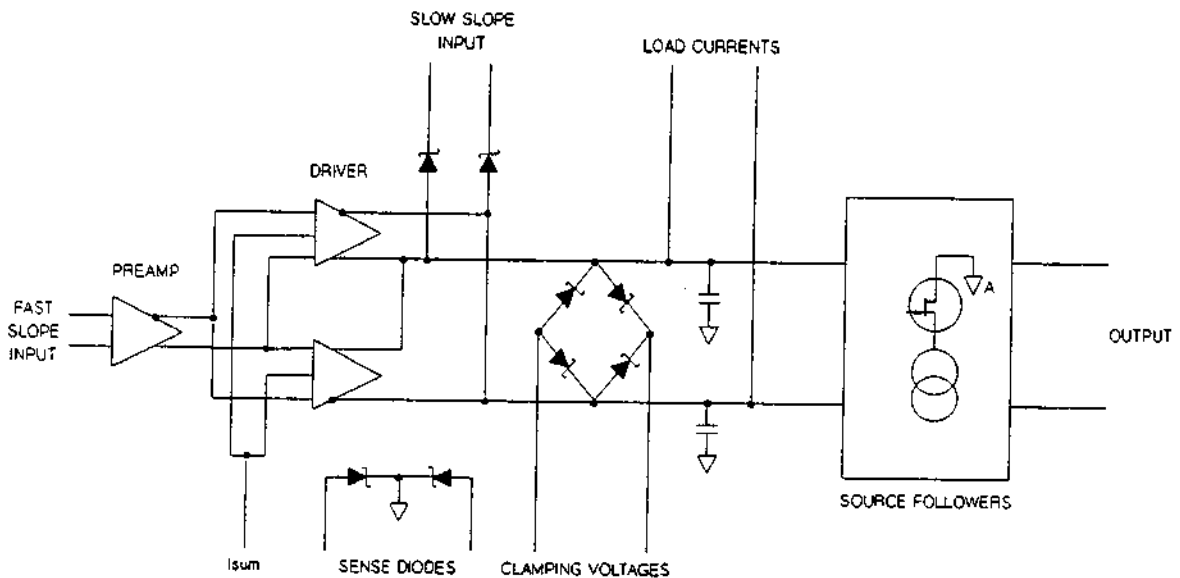 SLOW SLOPE
INPUT
LOAD CURRENTS
DRIVER
PREAMP
FAST
SLOPE
INPUT
A
OUTPUT
SOURCE FOLLOWERS
Isum
SENSE DIODES
CLAMPING VOLTAGES